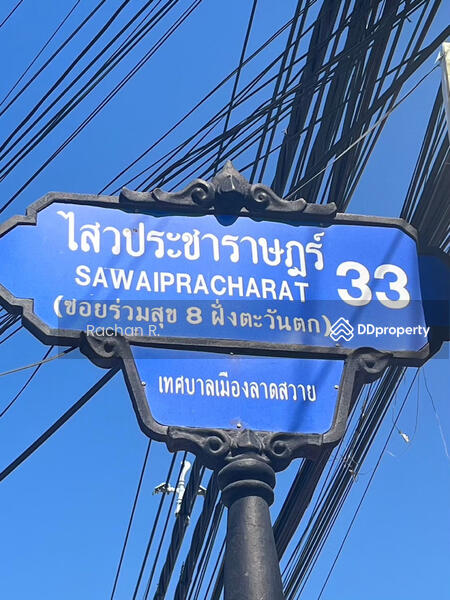 ไสวประชาราษฎร์
SAWAIPRACHARAT 33
(ซอยร่วมสุข 8 ฝั่งตะวันตก)
Rachan R.
DDproperty
เทศบาลเมืองลาดสวาย